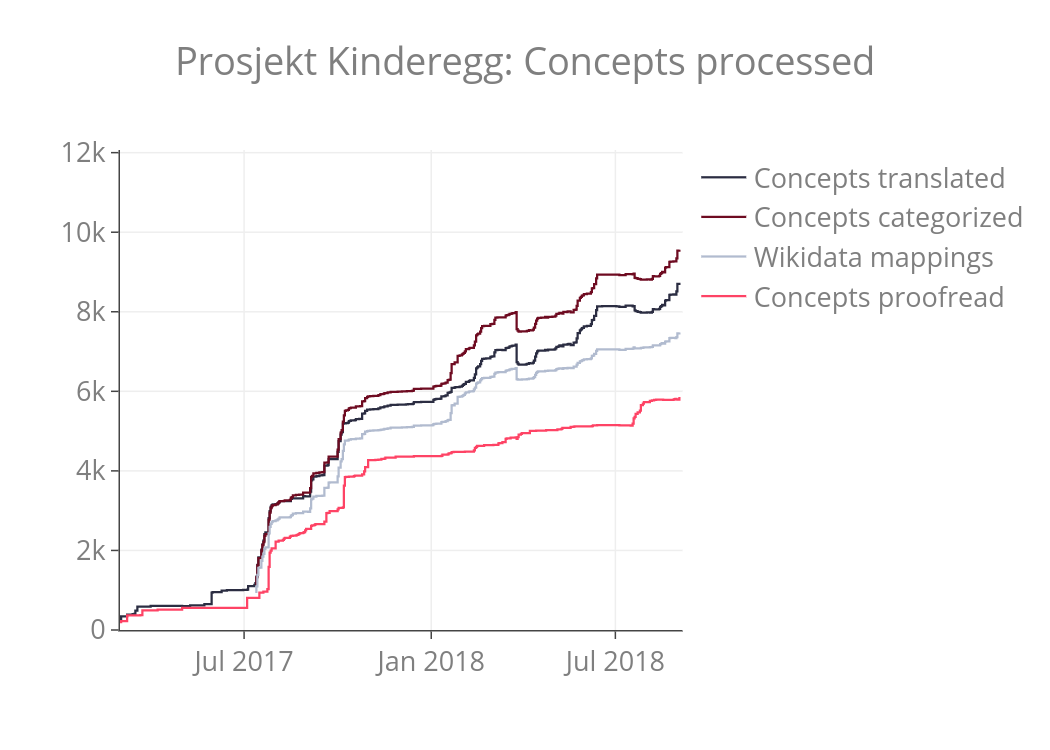 Prosjekt Kinderegg: Concepts processed
12k
10k
8k
6k
4k
2k
0
Jul 2017
Jan 2018
Jul 2018
Concepts translated
Concepts categorized
Wikidata mappings
Concepts proofread